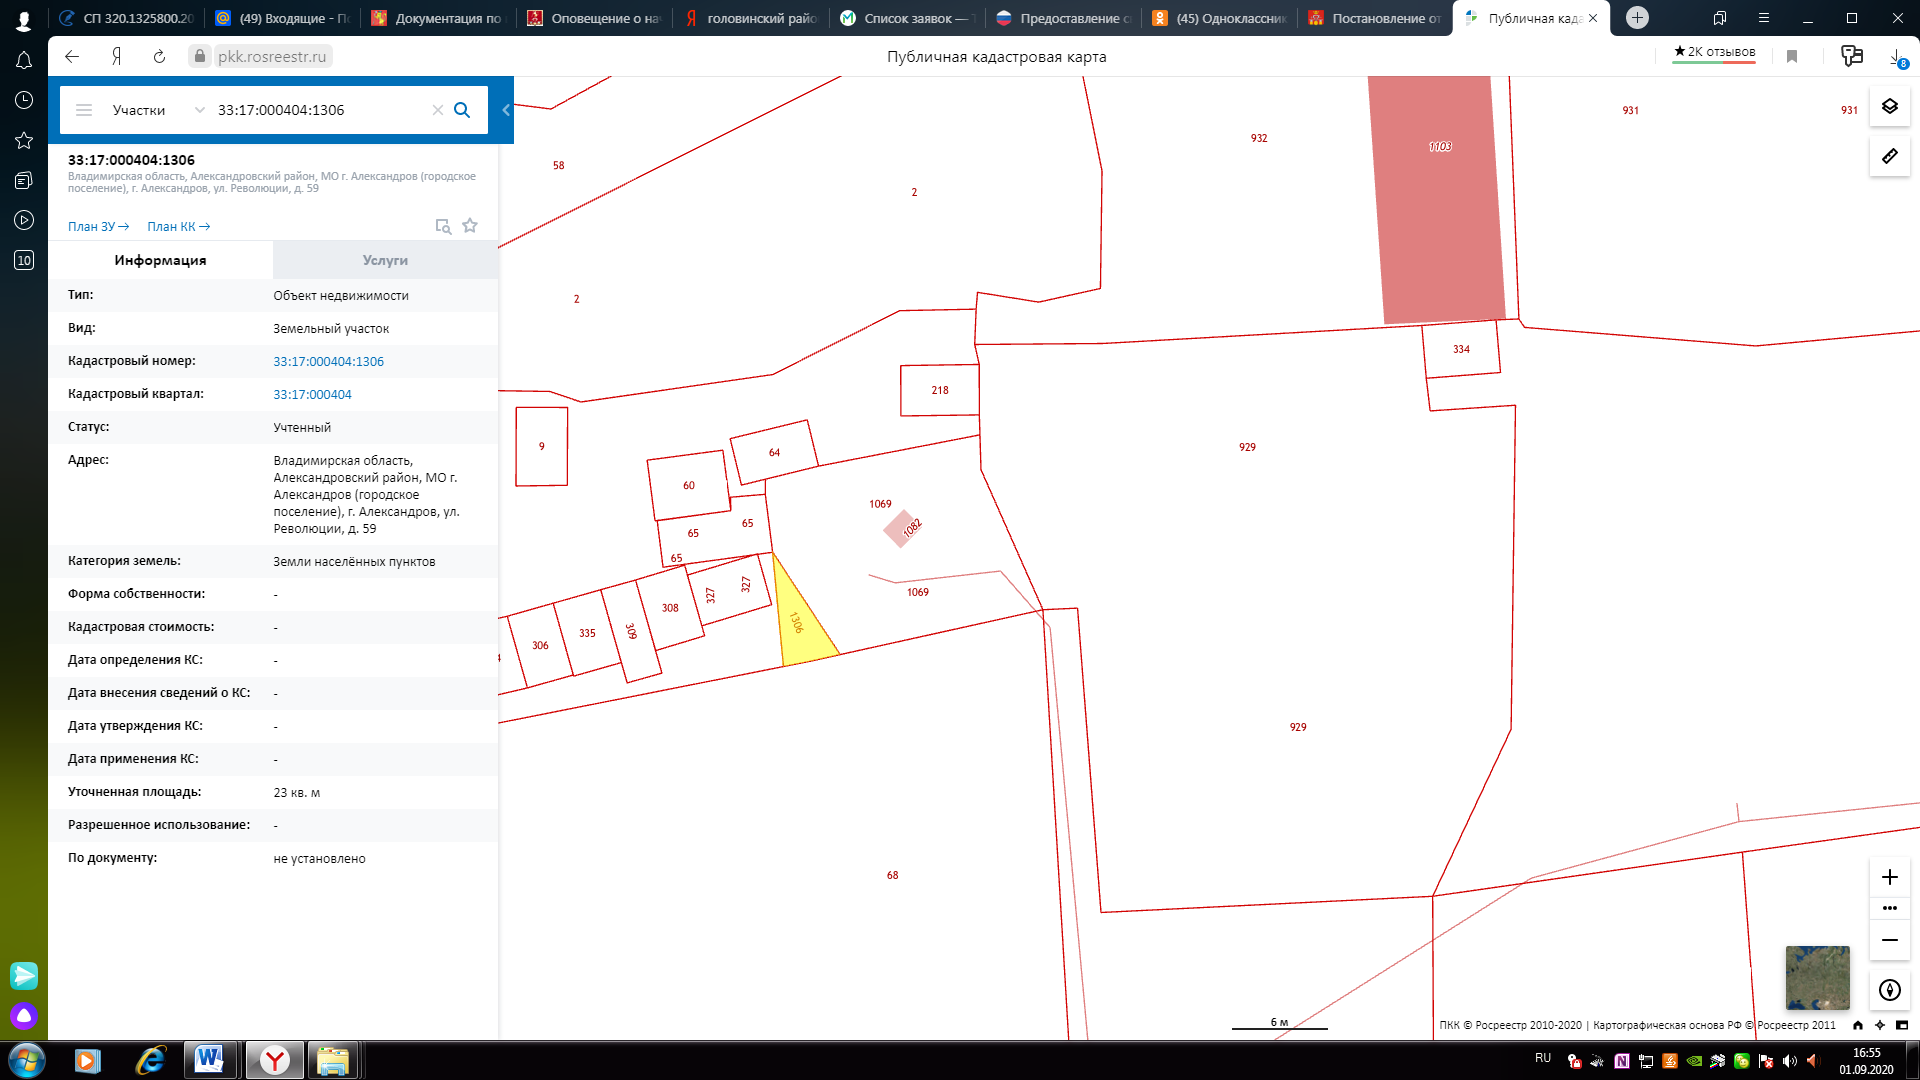 СП 320.1325800.20
(49) Входящие - По
Документация по п
Оповещение о нач
головинский район
Список заявок — Т
Предоставление с
(45) Одноклассник
Постановление от
Публичная када
pkk.rosreestr.ru
Публичная кадастровая карта
2К отзывов
8
10
Участки
33:17:000404:1306
33:17:000404:1306
Владимирская область, Александровский район, МО г. Александров (городское
поселение), г. Александров, ул. Революции, д. 59
План ЗУ
План КК
Информация
Услуги
Тип:
Объект недвижимости
Вид:
Земельный участок
Кадастровый номер:
33:17:000404:1306
Кадастровый квартал:
33:17:000404
Статус:
Учтенный
Адрес:
Владимирская область,
Александровский район, МО г.
Александров (городское
поселение), г. Александров, ул.
Революции, д. 59
Категория земель:
Земли населённых пунктов
Форма собственности:
-
Кадастровая стоимость:
-
Дата определения КС:
-
Дата внесения сведений о КС:
-
Дата утверждения КС:
-
Дата применения КС:
-
Уточненная площадь:
23 кв. м
Разрешенное использование:
-
По документу:
не установлено
931
931
932
1103
58
2
2
334
218
9
64
929
60
1069
1082
65
65
65
327
327
308
1069
1306
309
335
306
929
68
6 м
ПКК © Росреестр 2010-2020 | Картографическая основа РФ © Росреестр 2011
RU
16:55
01.09.2020